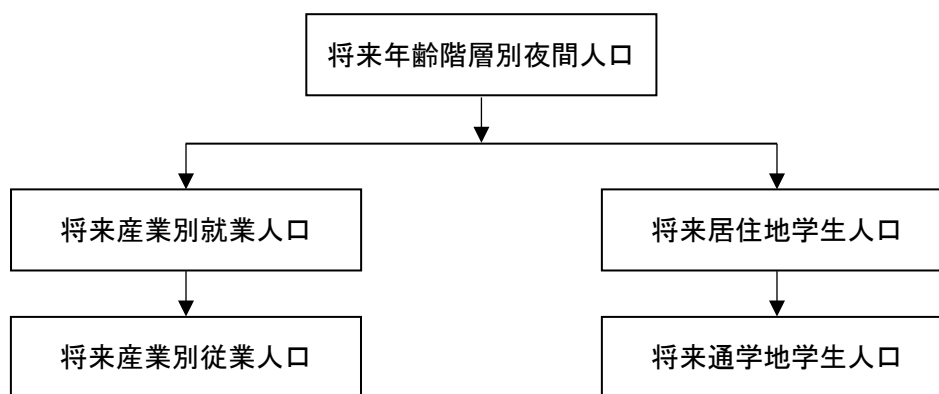 将来年齢階層別夜間人口
将来産業別就業人口
将来居住地学生人口
将来産業別従業人口
将来通学地学生人口